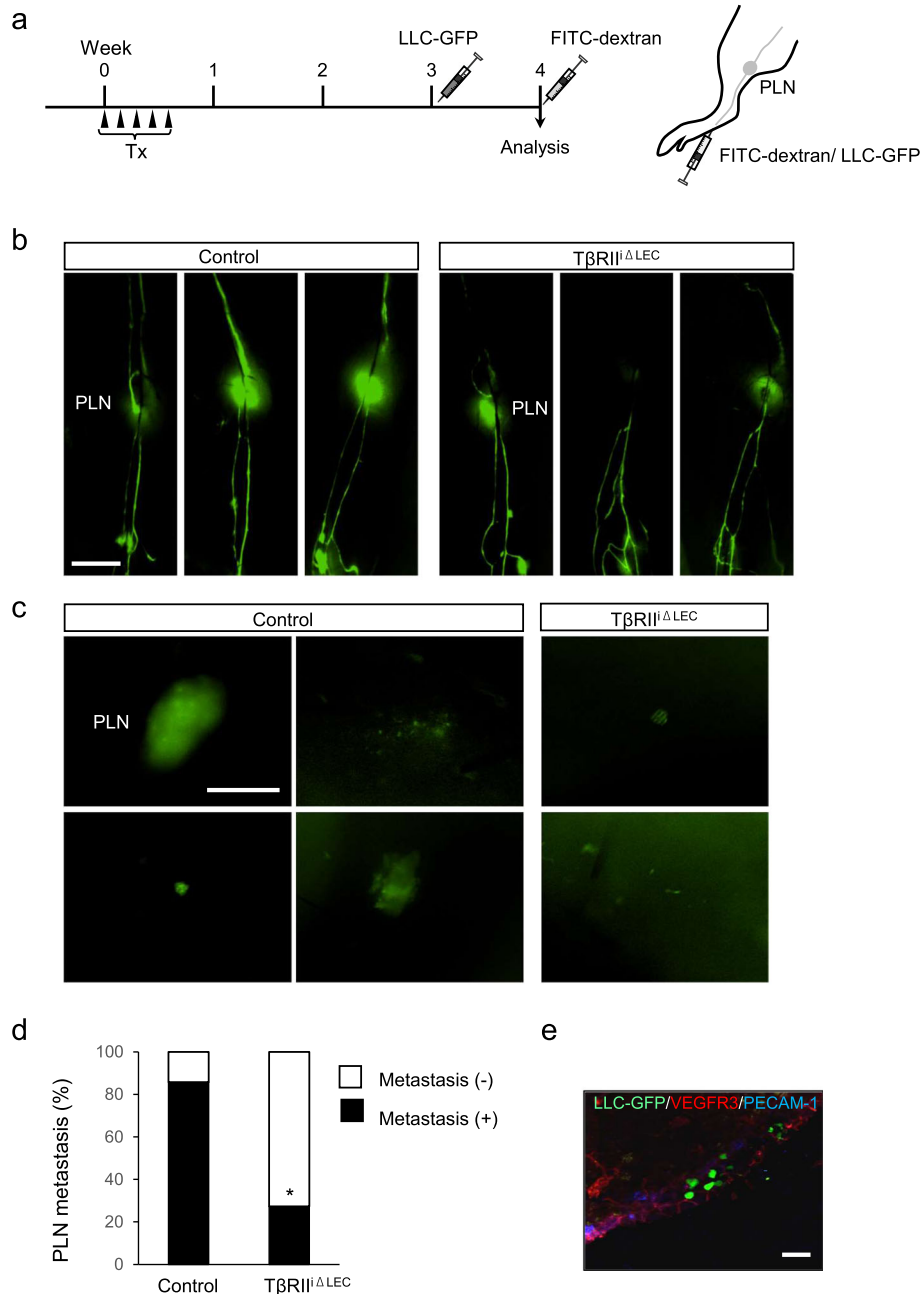 a
Week
0 1 2 3 4
LLC-GFP
FITC-dextran
Tx
Analysis
PLN
FITC-dextran/ LLC-GFP
b
Control
TβRII^iΔLEC
PLN
PLN
c
Control
TβRII^iΔLEC
PLN
d
PLN metastasis (%)
100
80
60
40
20
0
*
Control
TβRII^iΔLEC
Metastasis (-)
Metastasis (+)
e
LLC-GFP/VEGFR3/PECAM-1